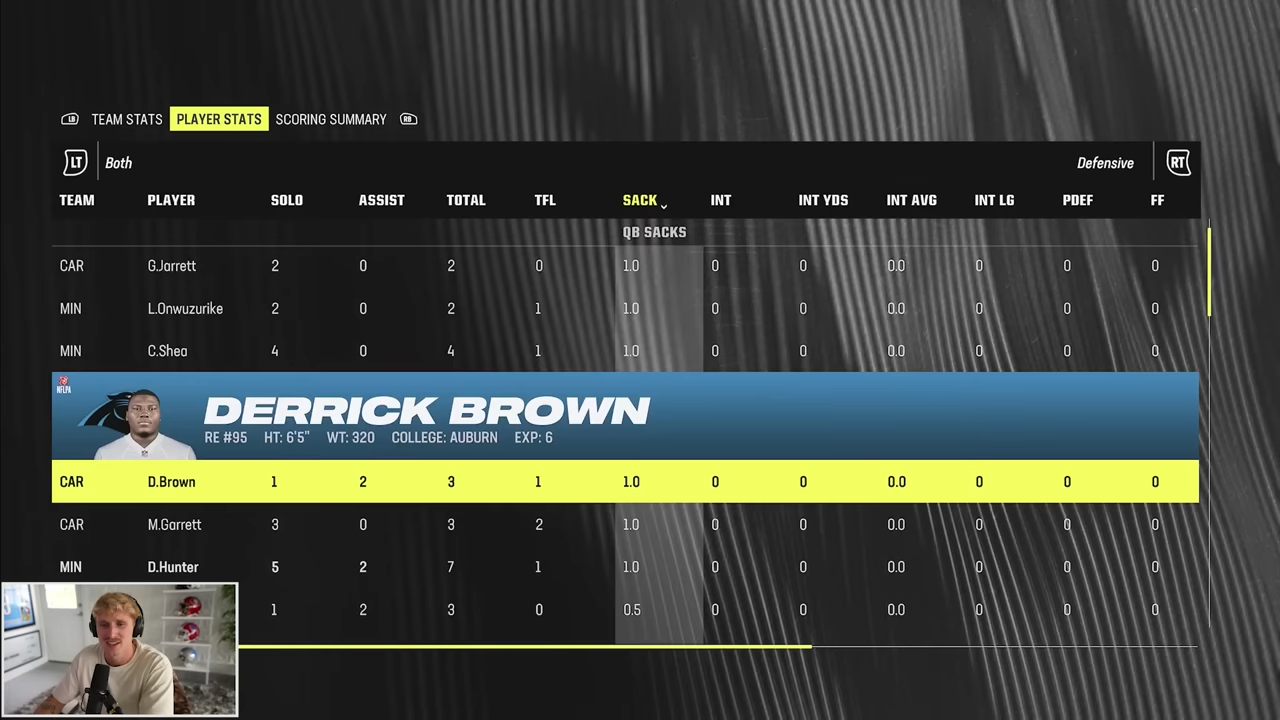 LB TEAM STATS PLAYER STATS SCORING SUMMARY RB
LT Both Defensive RT
TEAM PLAYER SOLO ASSIST TOTAL TFL SACK INT INT YDS INT AVG INT LG PDEF FF
QB SACKS
CAR G.Jarrett 2 0 2 0 1.0 0 0 0.0 0 0 0
MIN L.Onwuzurike 2 0 2 1 1.0 0 0 0.0 0 0 0
MIN C.Shea 4 0 4 1 1.0 0 0 0.0 0 0 0
NFLPA
DERRICK BROWN
RE #95 HT: 6'5" WT: 320 COLLEGE: AUBURN EXP: 6
CAR D.Brown 1 2 3 1 1.0 0 0 0.0 0 0 0
CAR M.Garrett 3 0 3 2 1.0 0 0 0.0 0 0 0
MIN D.Hunter 5 2 7 1 1.0 0 0 0.0 0 0 0
1 2 3 0 0.5 0 0 0.0 0 0 0